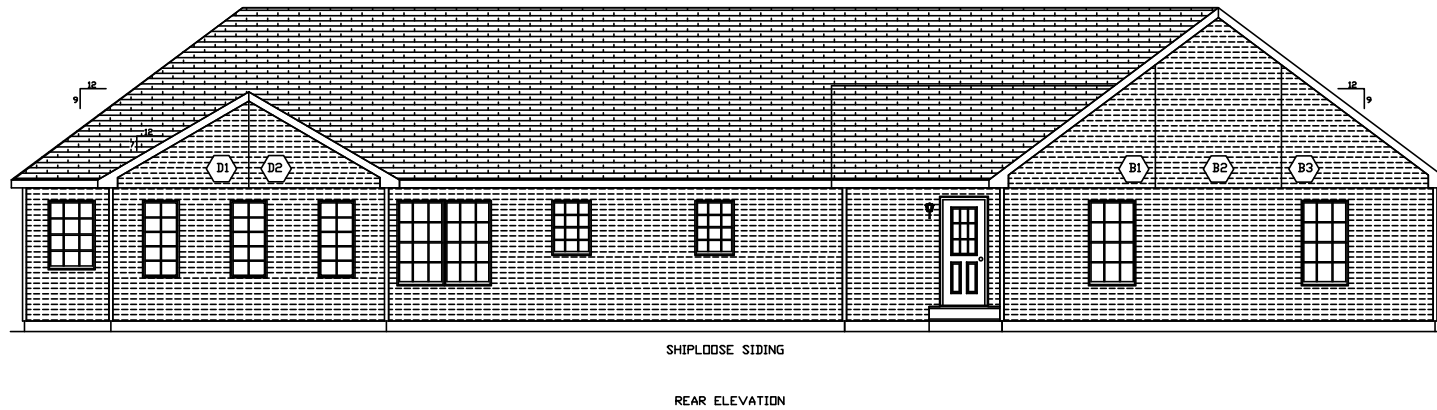 12
9
12
7
12
9
D1
D2
B1
B2
B3
SHIPLOOSE SIDING
REAR ELEVATION